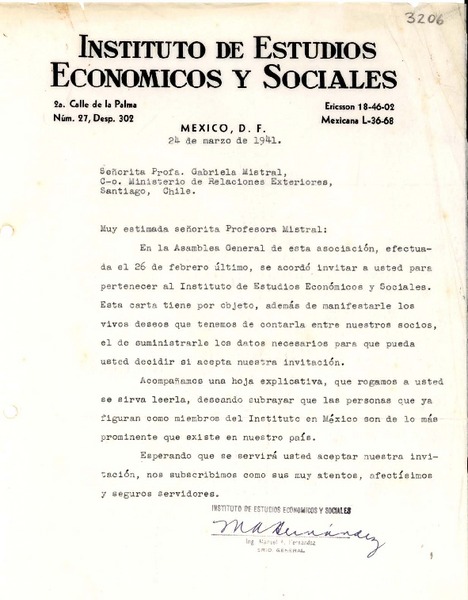 3206
INSTITUTO DE ESTUDIOS
ECONOMICOS Y SOCIALES
2a. Calle de la Palma
Núm. 27, Desp. 302
Ericsson 18-46-02
Mexicana L-36-68
MEXICO, D. F.
24 de marzo de 1941.
Señorita Profa. Gabriela Mistral,
C-o. Ministerio de Relaciones Exteriores,
Santiago, Chile.
Muy estimada señorita Profesora Mistral:
En la Asamblea General de esta asociación, efectua-
da el 26 de febrero último, se acordó invitar a usted para
pertenecer al Instituto de Estudios Económicos y Sociales.
Esta carta tiene por objeto, además de manifestarle los
vivos deseos que tenemos de contarla entre nuestros socios,
el de suministrarle los datos necesarios para que pueda
usted decidir si acepta nuestra invitación.
Acompañamos una hoja explicativa, que rogamos a usted
se sirva leerla, deseando subrayar que las personas que ya
figuran como miembros del Instituto en México son de lo más
prominente que existe en nuestro país.
Esperando que se servirá usted aceptar nuestra invi-
tación, nos subscribimos como sus muy atentos, afectísimos
y seguros servidores.
INSTITUTO DE ESTUDIOS ECONOMICOS Y SOCIALES
M A Hernández
Ing. Manuel A. Hernández
SRIO. GENERAL